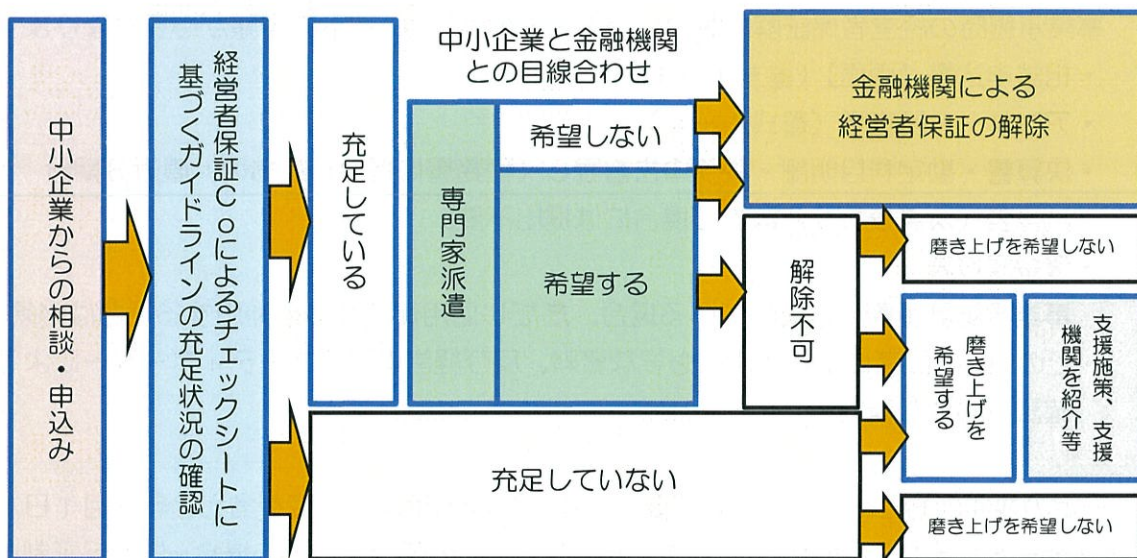 中小企業からの相談・申込み
経営者保証Coによるチェックシートに
基づくガイドラインの充足状況の確認
充足している
中小企業と金融機関
との目線合わせ
専門家派遣
希望しない
希望する
金融機関による
経営者保証の解除
解除不可
磨き上げを希望しない
磨き上げを
希望する
支援施策、支援
機関を紹介等
充足していない
磨き上げを希望しない